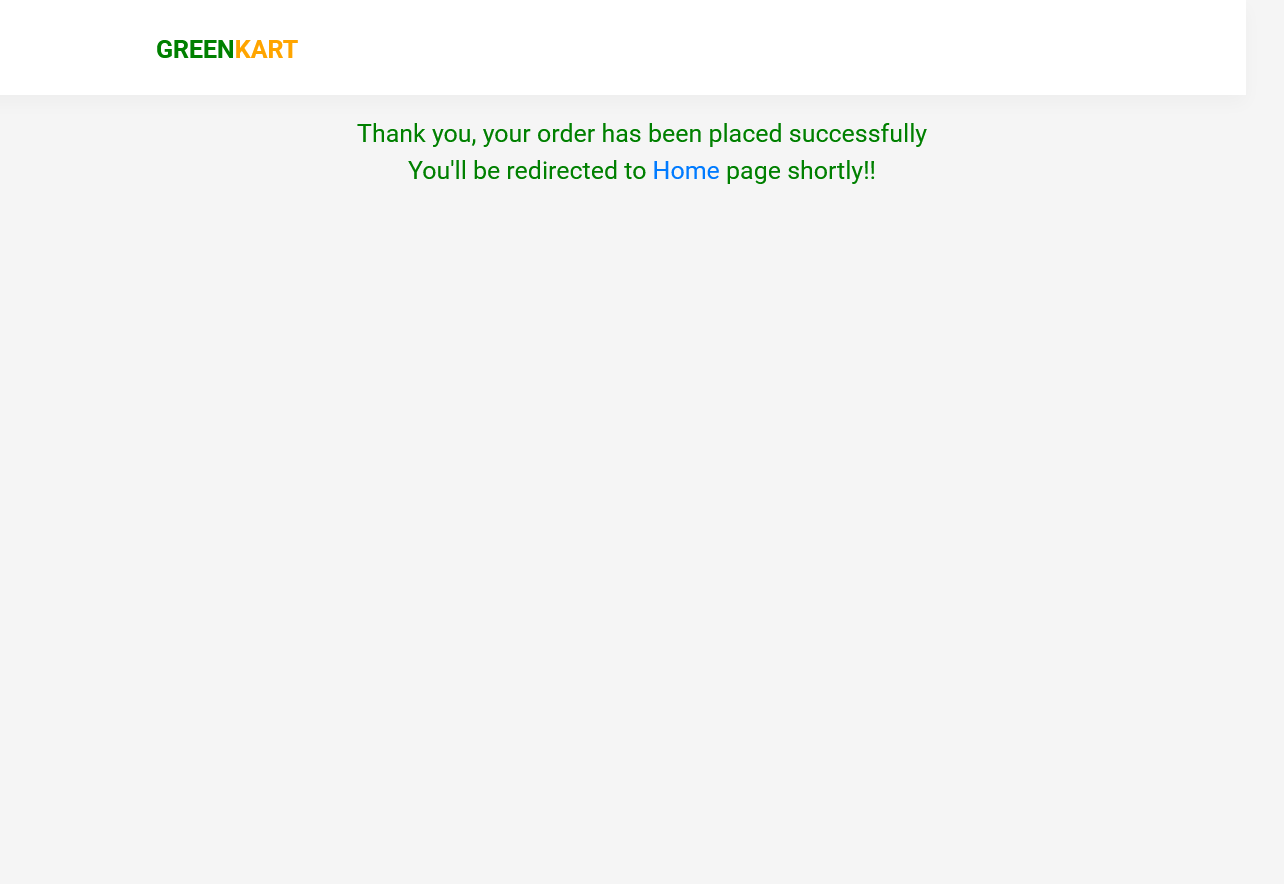 GREENKART
Thank you, your order has been placed successfully
You'll be redirected to Home page shortly!!